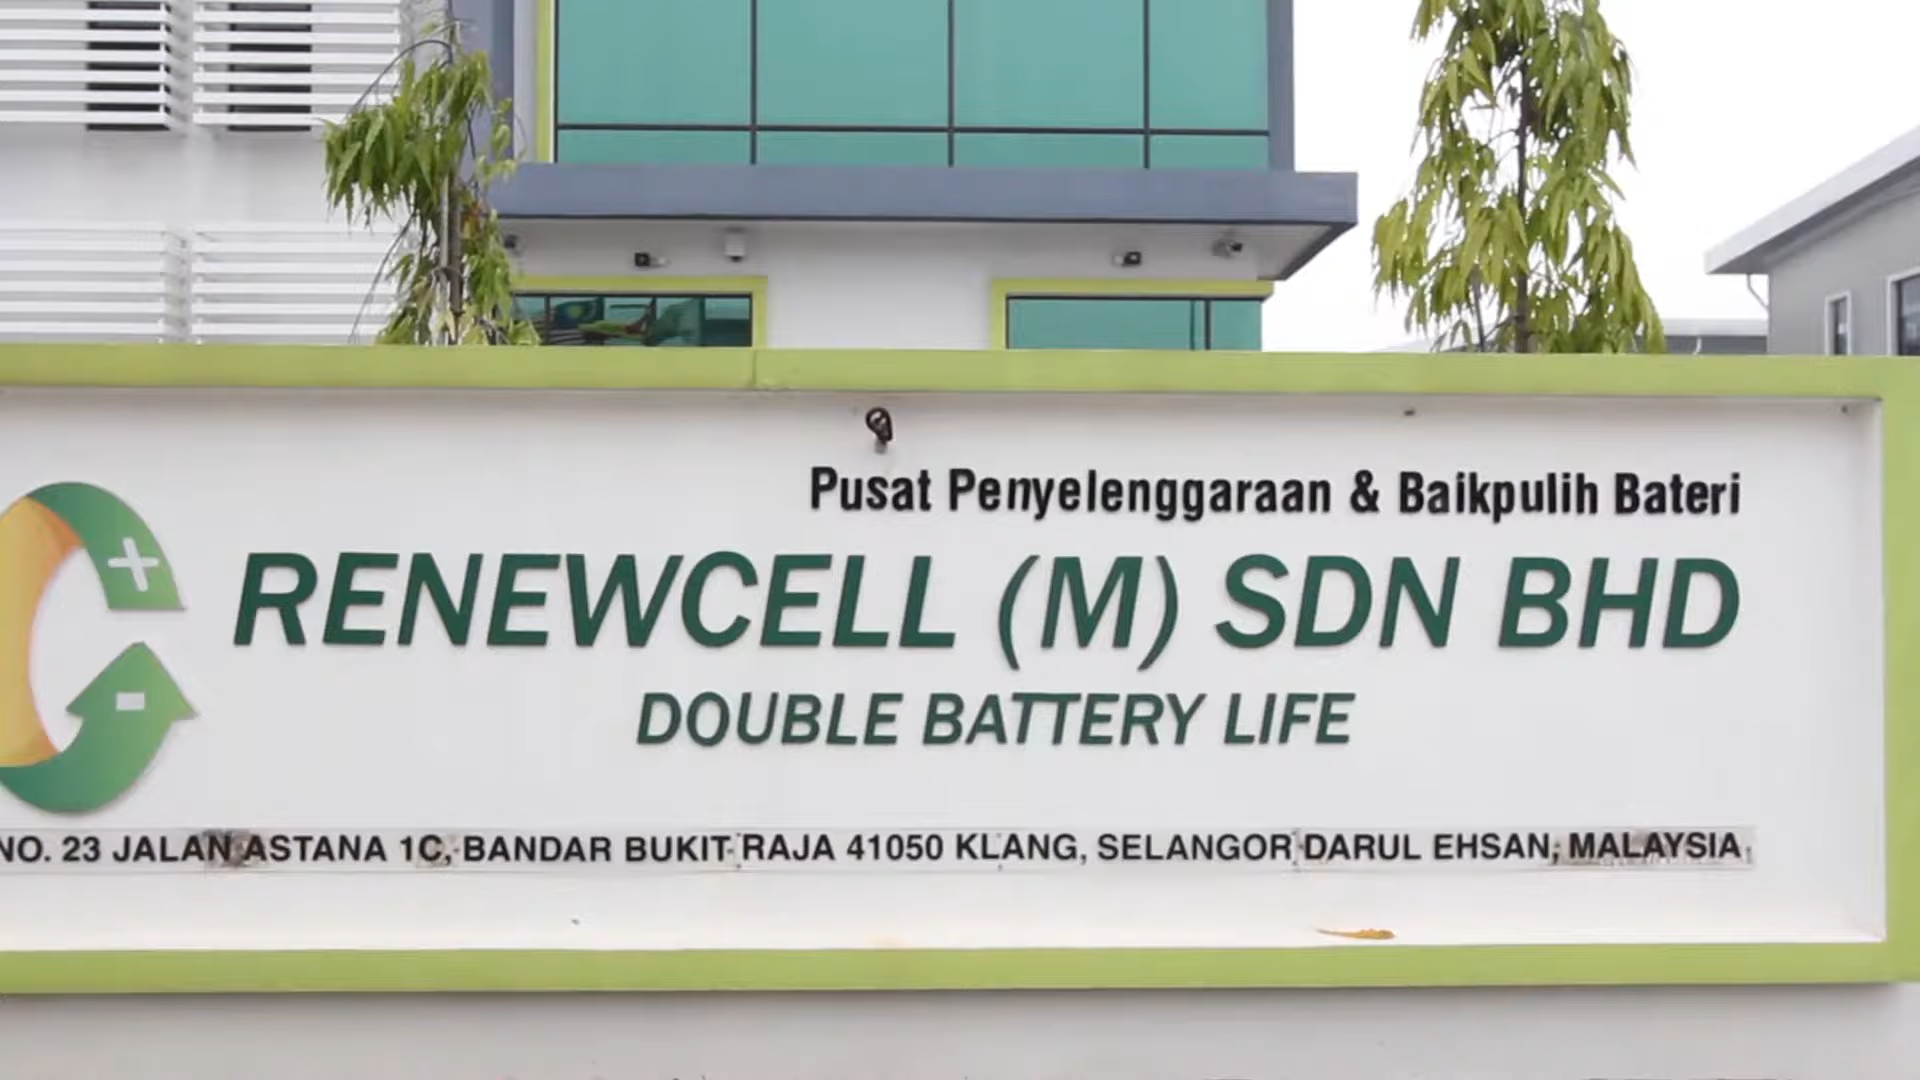 Pusat Penyelenggaraan & Baikpulih Bateri
RENEWCELL (M) SDN BHD
DOUBLE BATTERY LIFE
NO. 23 JALAN ASTANA 1C, BANDAR BUKIT RAJA 41050 KLANG, SELANGOR DARUL EHSAN, MALAYSIA